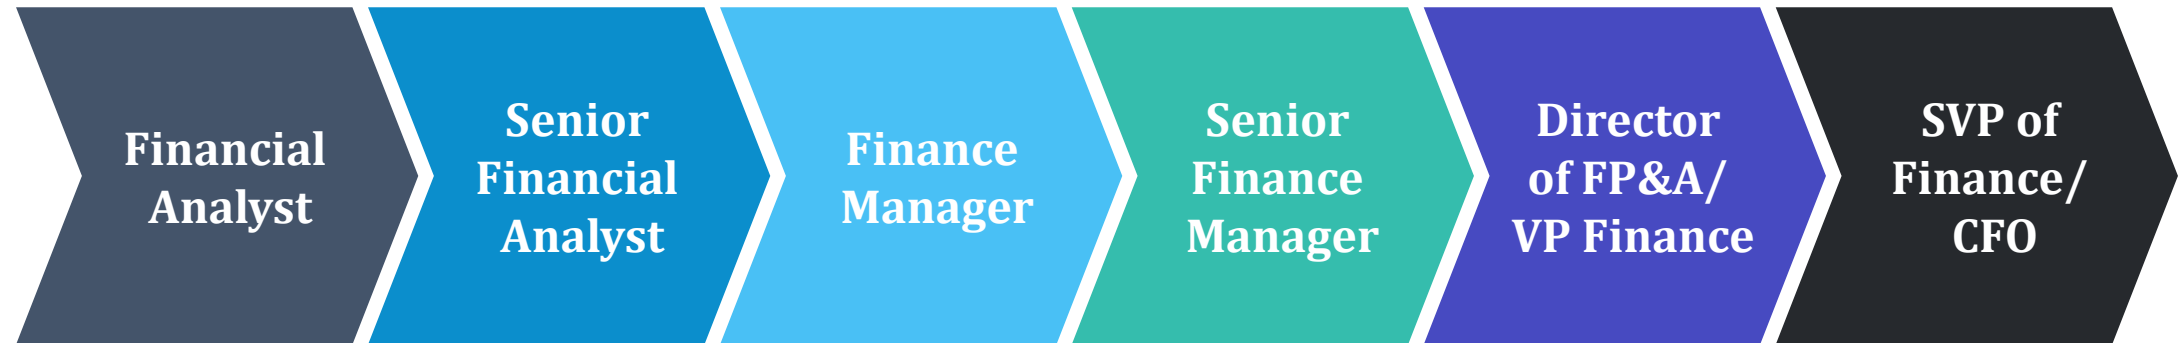 Financial
Analyst
Senior
Financial
Analyst
Finance
Manager
Senior
Finance
Manager
Director
of FP&A/
VP Finance
SVP of
Finance/
CFO